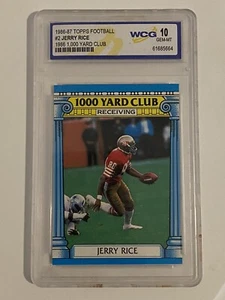 1986-87 TOPPS FOOTBALL
#2 JERRY RICE
1986 1,000 YARD CLUB
WCG
10
GEM-MT
61685664
1000 YARD CLUB
RECEIVING
80
JERRY RICE